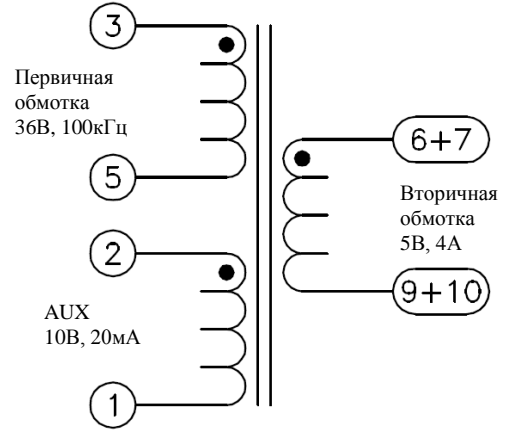 3
Первичная
обмотка
36В, 100кГц
5
6+7
Вторичная
обмотка
5В, 4А
9+10
2
AUX
10В, 20мА
1